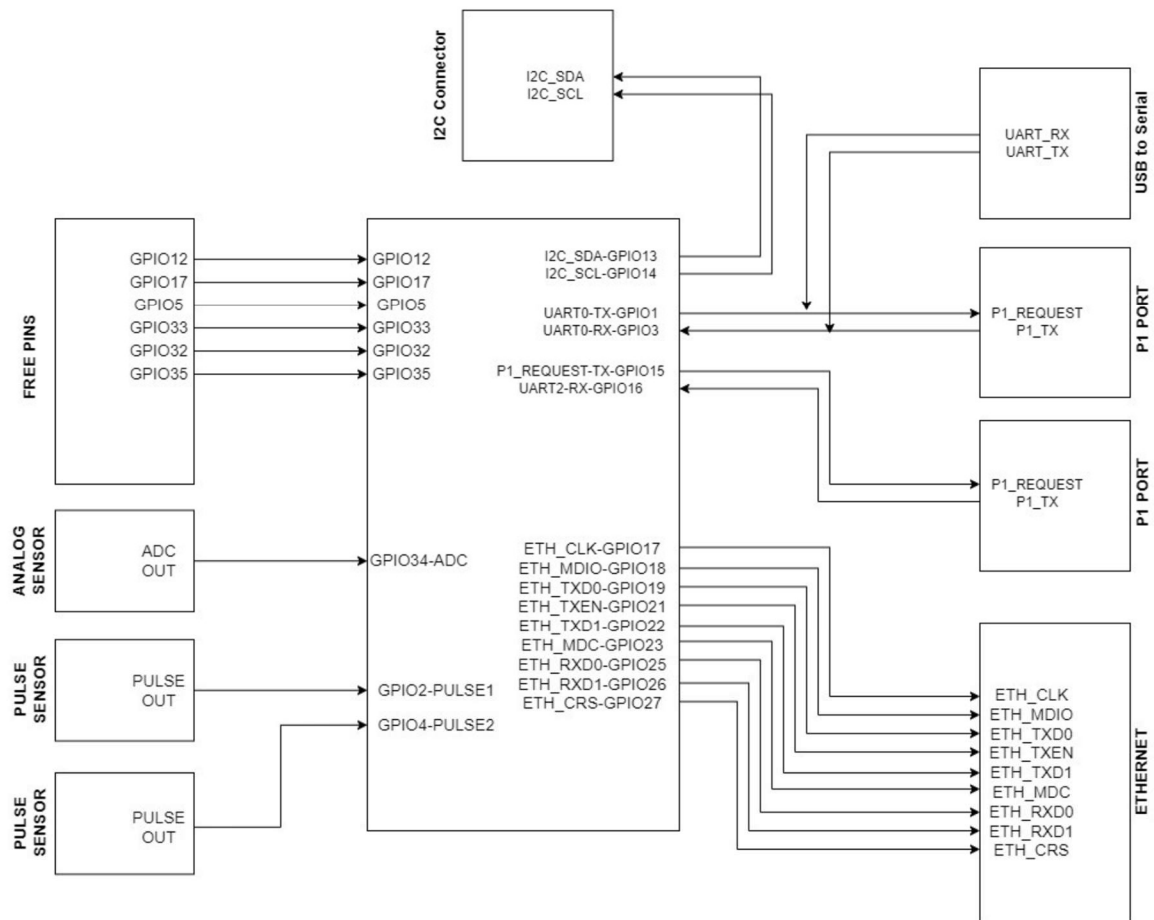 I2C Connector
I2C_SDA
I2C_SCL
USB to Serial
UART_RX
UART_TX
FREE PINS
GPIO12
GPIO17
GPIO5
GPIO33
GPIO32
GPIO35
GPIO12
GPIO17
GPIO5
GPIO33
GPIO32
GPIO35
I2C_SDA-GPIO13
I2C_SCL-GPIO14
UART0-TX-GPIO1
UART0-RX-GPIO3
P1_REQUEST-TX-GPIO15
UART2-RX-GPIO16
P1_REQUEST
P1_TX
P1 PORT
P1_REQUEST
P1_TX
P1 PORT
ANALOG
SENSOR
ADC
OUT
GPIO34-ADC
PULSE
SENSOR
PULSE
OUT
GPIO2-PULSE1
GPIO4-PULSE2
PULSE
SENSOR
PULSE
OUT
ETH_CLK-GPIO17
ETH_MDIO-GPIO18
ETH_TXD0-GPIO19
ETH_TXEN-GPIO21
ETH_TXD1-GPIO22
ETH_MDC-GPIO23
ETH_RXD0-GPIO25
ETH_RXD1-GPIO26
ETH_CRS-GPIO27
ETH_CLK
ETH_MDIO
ETH_TXD0
ETH_TXEN
ETH_TXD1
ETH_MDC
ETH_RXD0
ETH_RXD1
ETH_CRS
ETHERNET